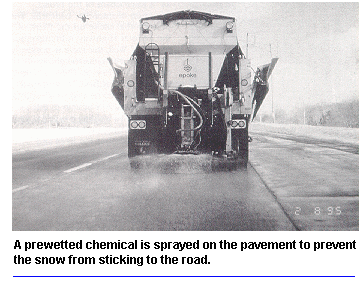 epoke
2 8 95
A prewetted chemical is sprayed on the pavement to prevent
the snow from sticking to the road.